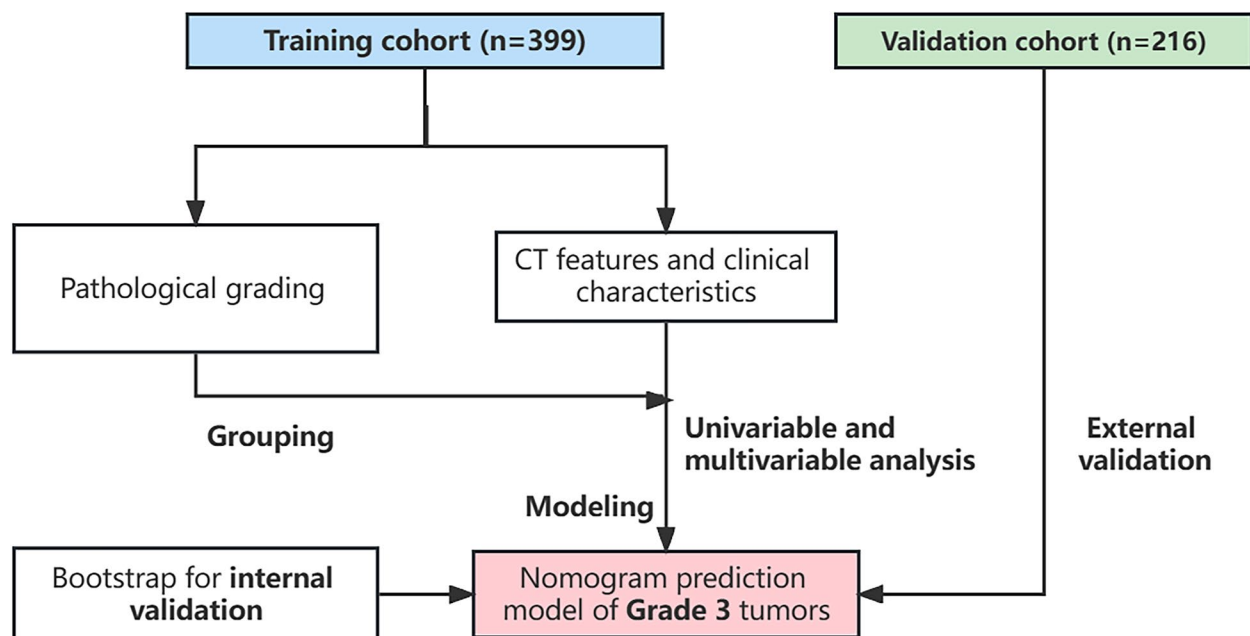 Training cohort (n=399)
Validation cohort (n=216)
Pathological grading
CT features and clinical
characteristics
Grouping
Univariable and
multivariable analysis
External
validation
Modeling
Bootstrap for internal
validation
Nomogram prediction
model of Grade 3 tumors